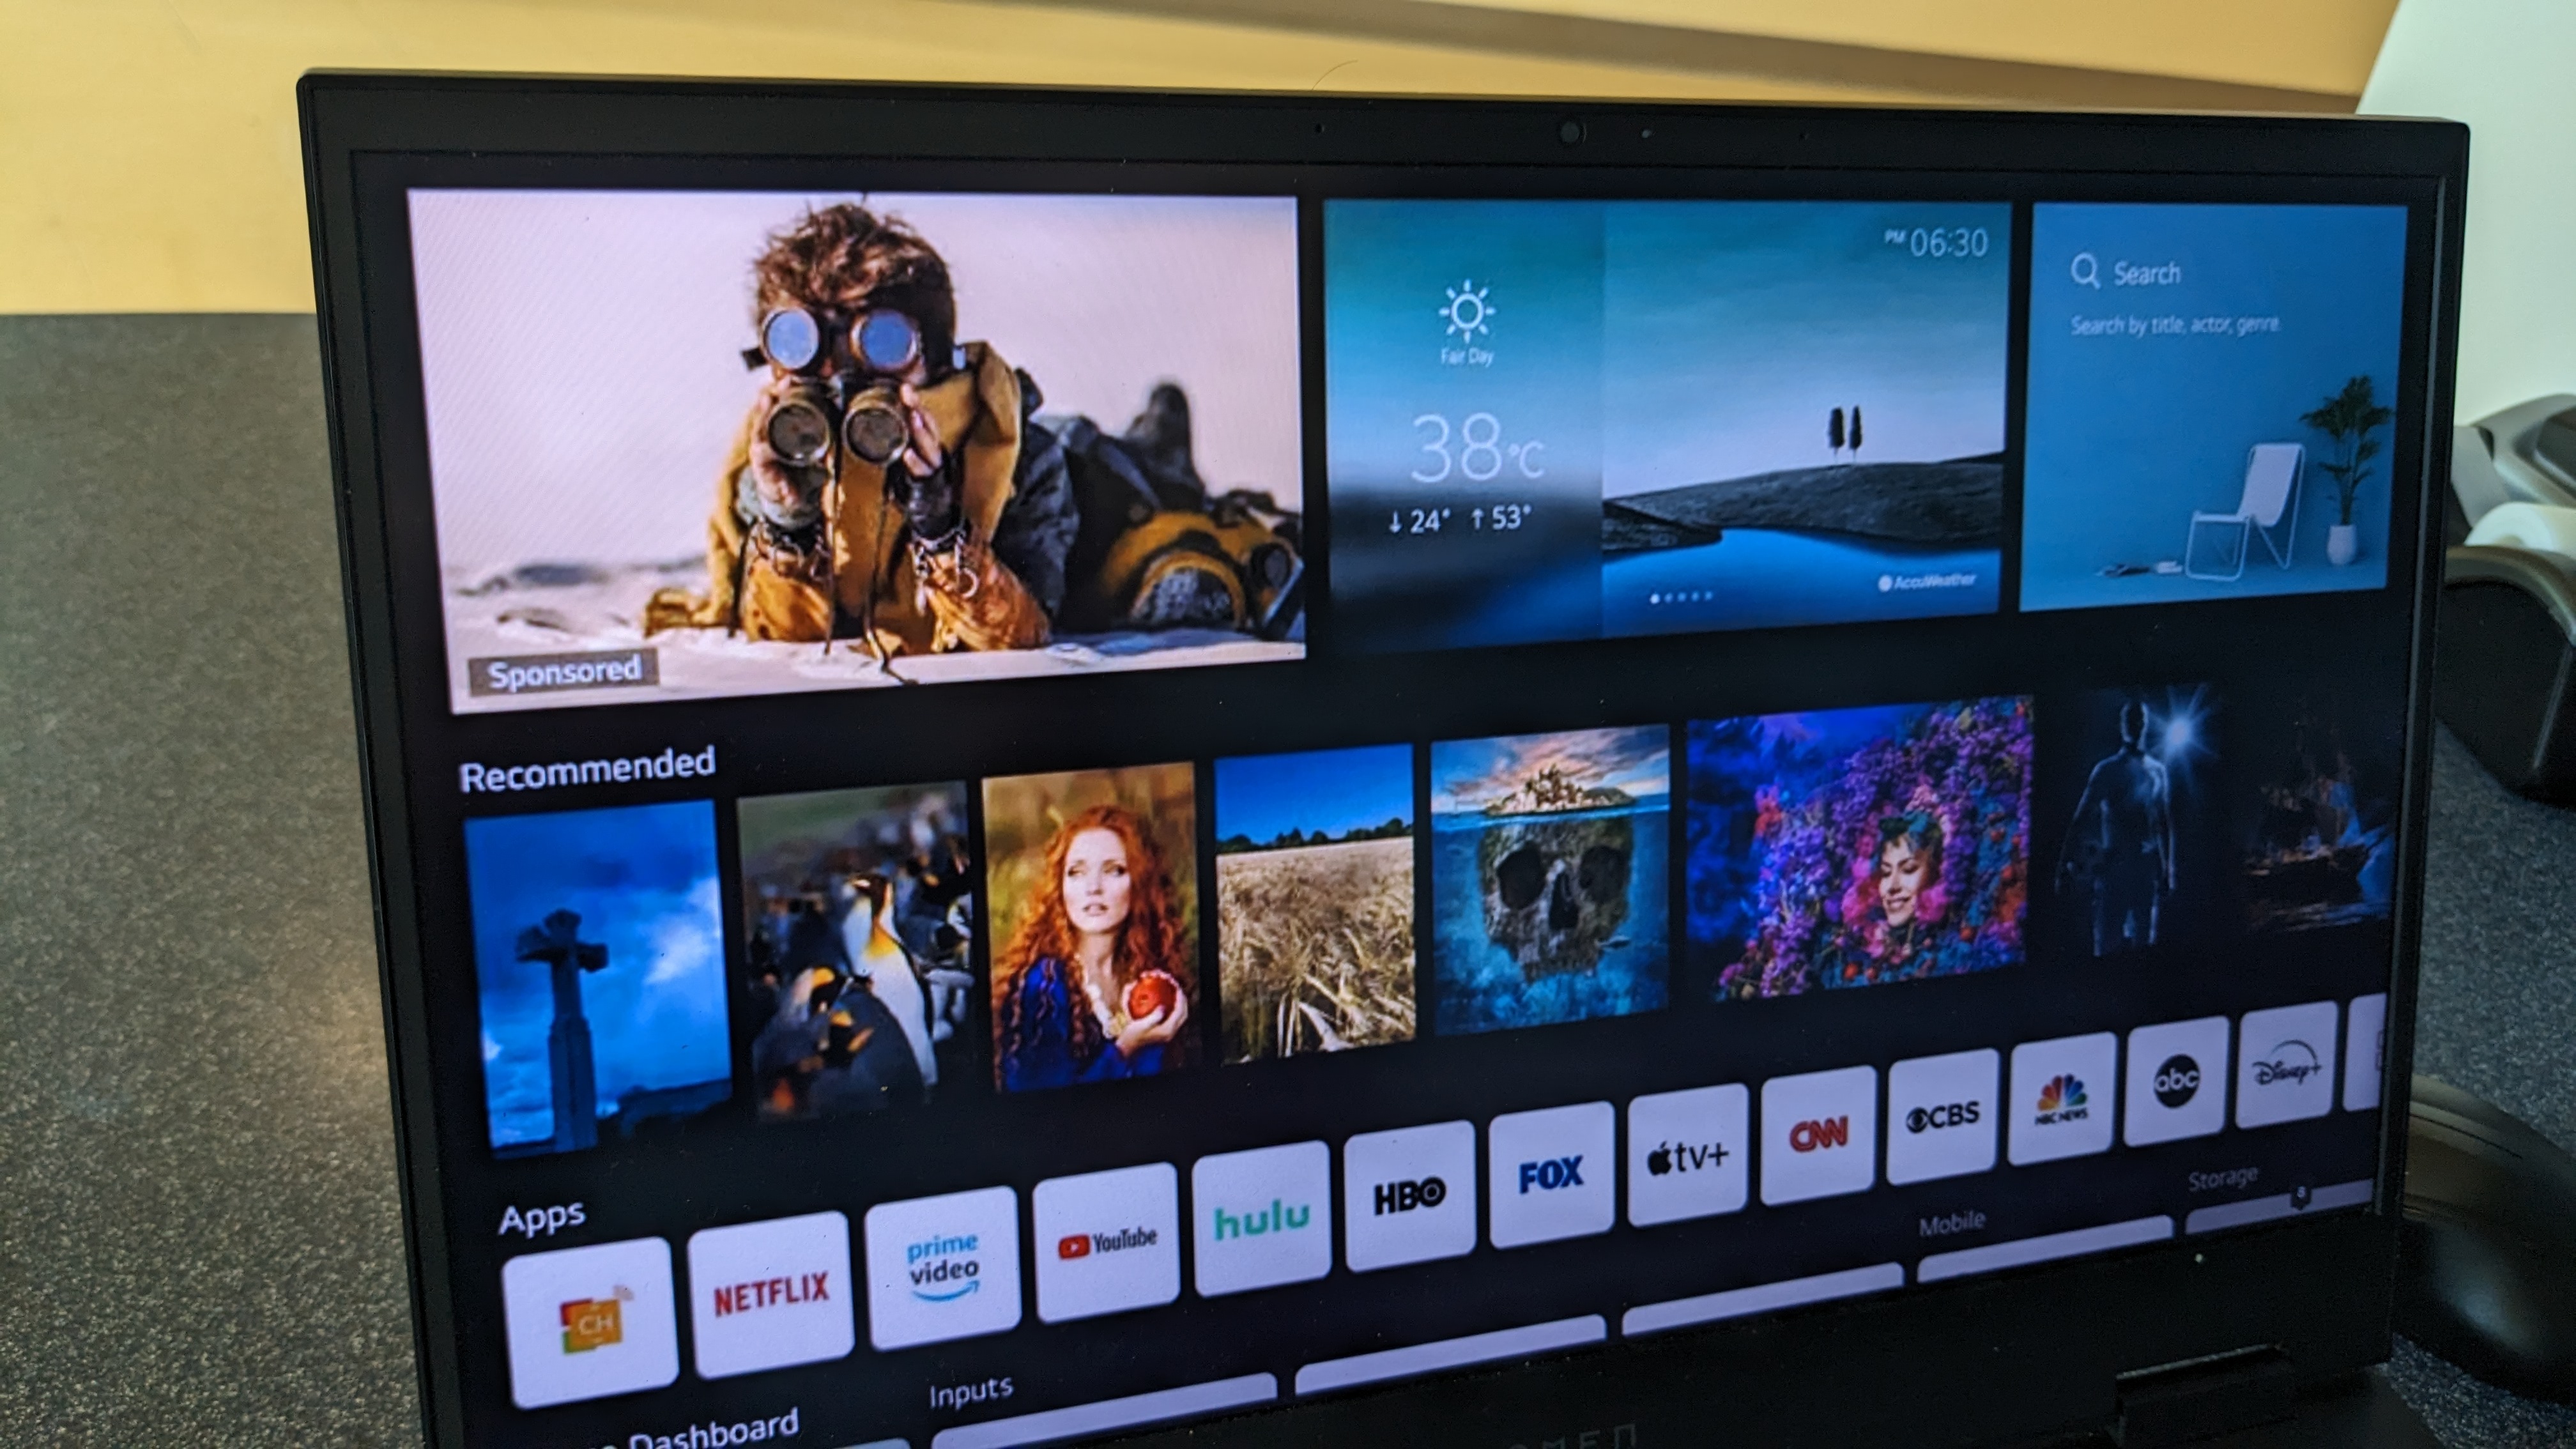 PM 06:30
Search
Search by title, actor, genre
Fair Day
38°C
↓ 24° ↑ 53°
AccuWeather
Sponsored
Recommended
Apps
CH
NETFLIX
prime video
YouTube
hulu
HBO
FOX
tv+
CNN
CBS
NBC NEWS
abc
Disney+
Dashboard
Inputs
Mobile
Storage
8